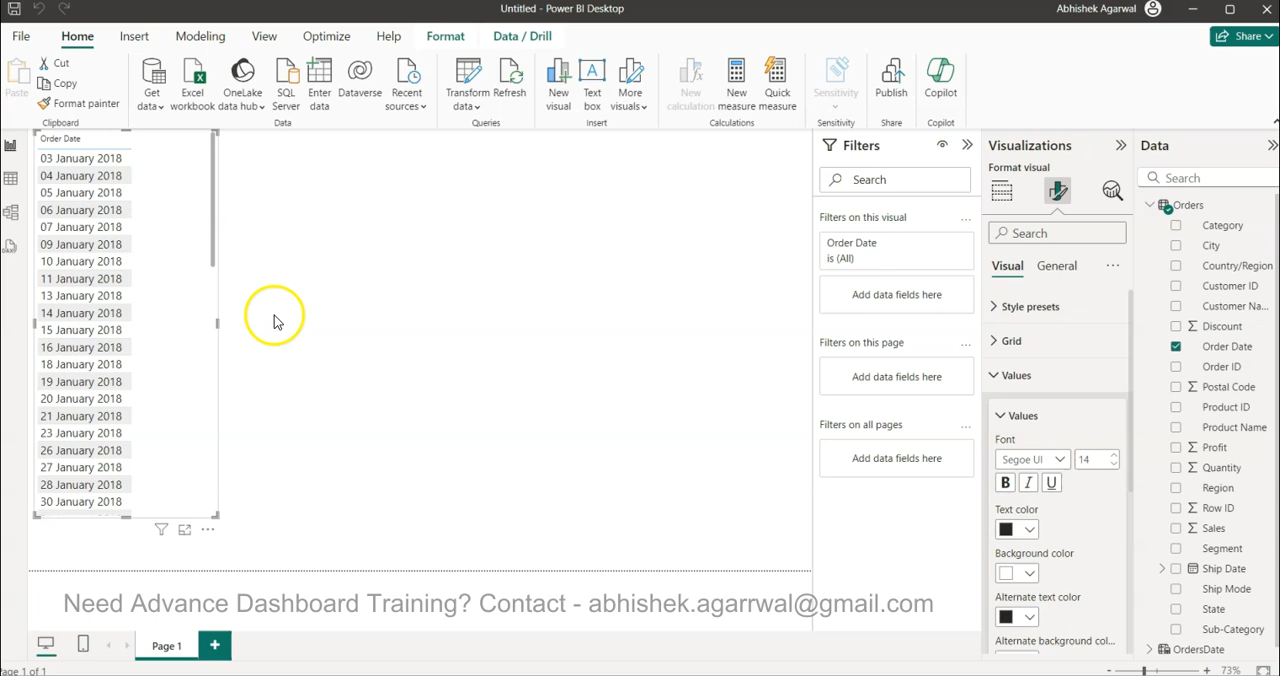 Untitled - Power BI Desktop
Abhishek Agarwal
File Home Insert Modeling View Optimize Help Format Data / Drill
Share
Paste
Cut
Copy
Format painter
Clipboard
Get data
Excel workbook
OneLake data hub
SQL Server
Enter data
Dataverse
Recent sources
Data
Transform data
Refresh
Queries
New visual
Text box
More visuals
Insert
New calculation
New measure
Quick measure
Calculations
Sensitivity
Sensitivity
Publish
Share
Copilot
Copilot
Order Date
03 January 2018
04 January 2018
05 January 2018
06 January 2018
07 January 2018
09 January 2018
10 January 2018
11 January 2018
13 January 2018
14 January 2018
15 January 2018
16 January 2018
18 January 2018
19 January 2018
20 January 2018
21 January 2018
23 January 2018
26 January 2018
27 January 2018
28 January 2018
30 January 2018
DAX
Filters
Search
Filters on this visual ...
Order Date
is (All)
Add data fields here
Filters on this page ...
Add data fields here
Filters on all pages ...
Add data fields here
Visualizations
Format visual
Search
Visual General ...
Style presets
Grid
Values
Values
Font
Segoe UI 14
B I U
Text color
Background color
Alternate text color
Alternate background col...
Data
Search
Orders
Category
City
Country/Region
Customer ID
Customer Na...
Σ Discount
Order Date
Order ID
Σ Postal Code
Product ID
Product Name
Σ Profit
Σ Quantity
Region
Σ Row ID
Σ Sales
Segment
Ship Date
Ship Mode
State
Sub-Category
OrdersDate
Need Advance Dashboard Training? Contact - abhishek.agarrwal@gmail.com
Page 1 +
age 1 of 1
- + 73%